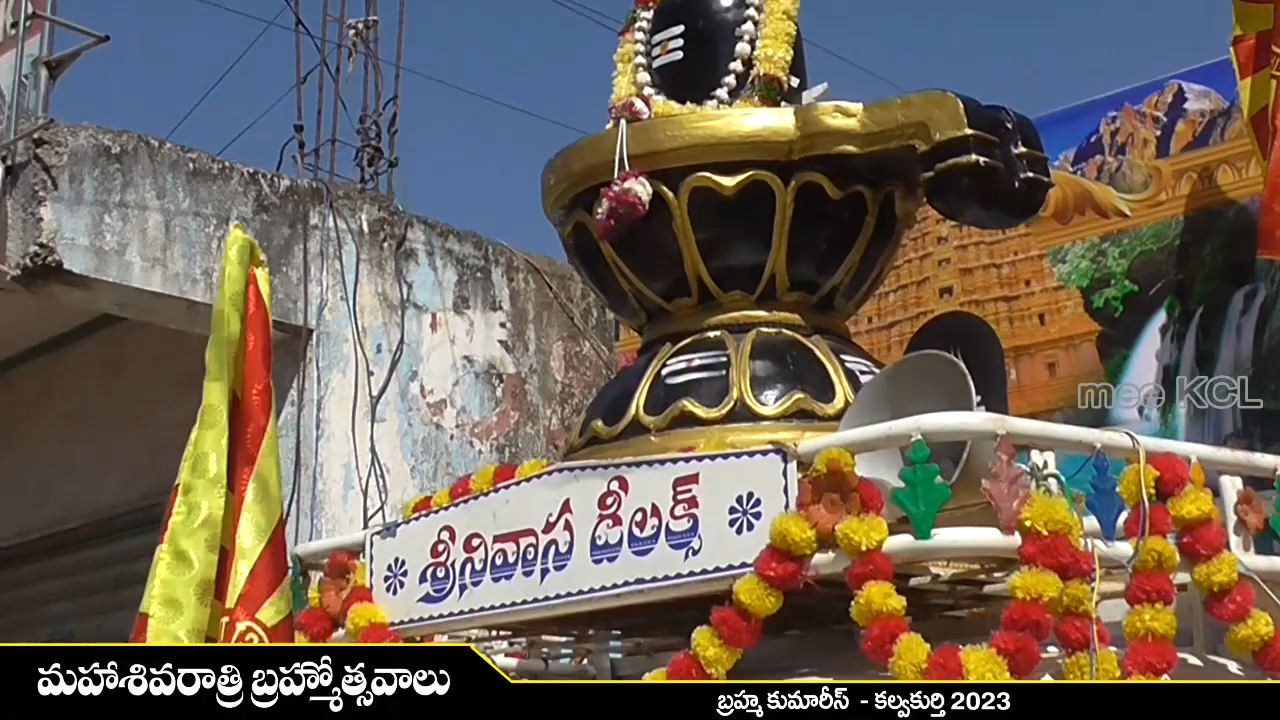 mee KCL
శ్రీనివాస డీలక్స్
మహాశివరాత్రి బ్రహ్మోత్సవాలు
బ్రహ్మ కుమారీస్ - కల్వకుర్తి 2023